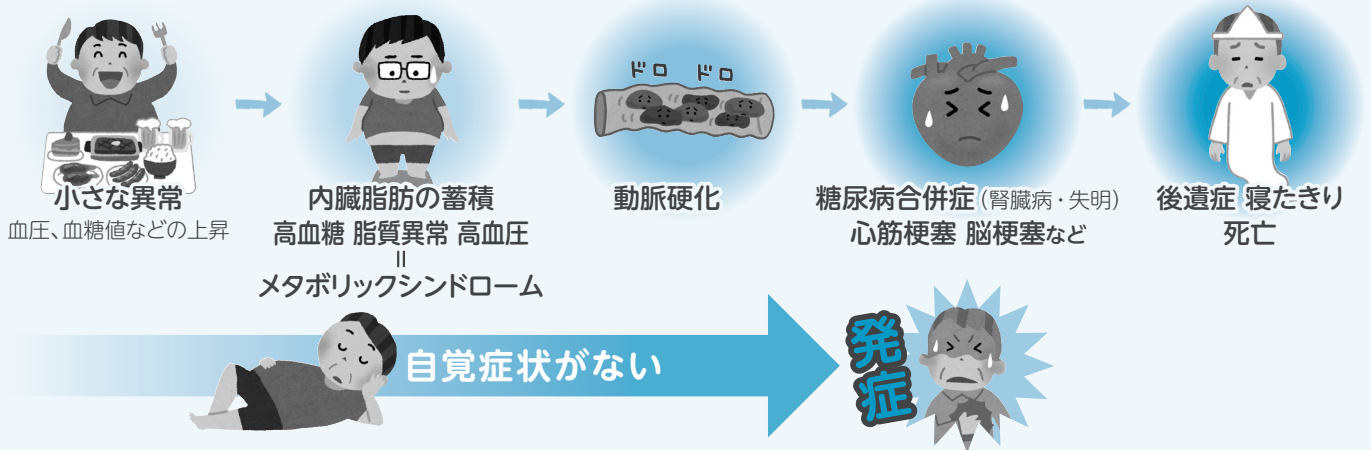 ドロ ドロ
小さな異常
血圧、血糖値などの上昇
内臓脂肪の蓄積
高血糖 脂質異常 高血圧
=
メタボリックシンドローム
動脈硬化
糖尿病合併症(腎臓病・失明)
心筋梗塞 脳梗塞など
後遺症 寝たきり
死亡
自覚症状がない
発症